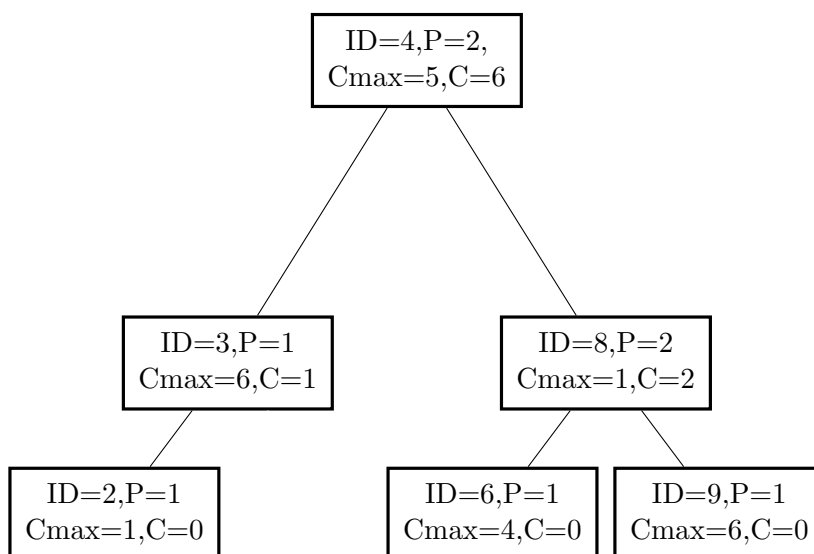 ID=4,P=2,
Cmax=5,C=6
ID=3,P=1
Cmax=6,C=1
ID=8,P=2
Cmax=1,C=2
ID=2,P=1
Cmax=1,C=0
ID=6,P=1
Cmax=4,C=0
ID=9,P=1
Cmax=6,C=0